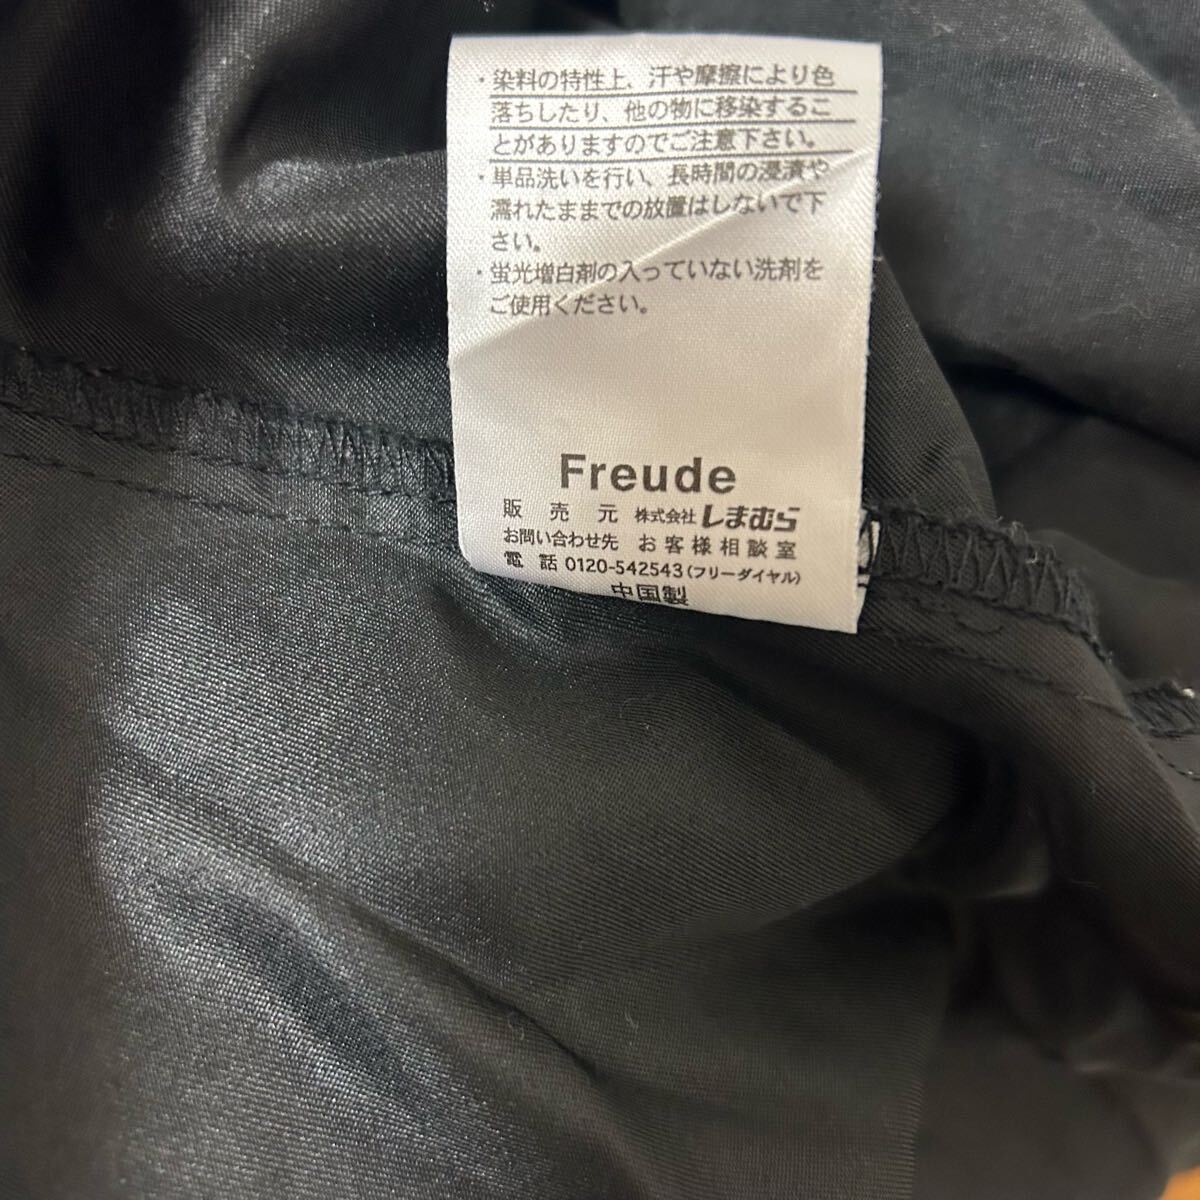 ・染料の特性上、汗や摩擦により色
落ちしたり、他の物に移染するこ
とがありますのでご注意下さい。
・単品洗いを行い、長時間の浸漬や
濡れたままでの放置はしないで下
さい。
・蛍光増白剤の入っていない洗剤を
ご使用ください。
Freude
販売元 株式会社しまむら
お問い合わせ先 お客様相談室
電話 0120-542543(フリーダイヤル)
中国製